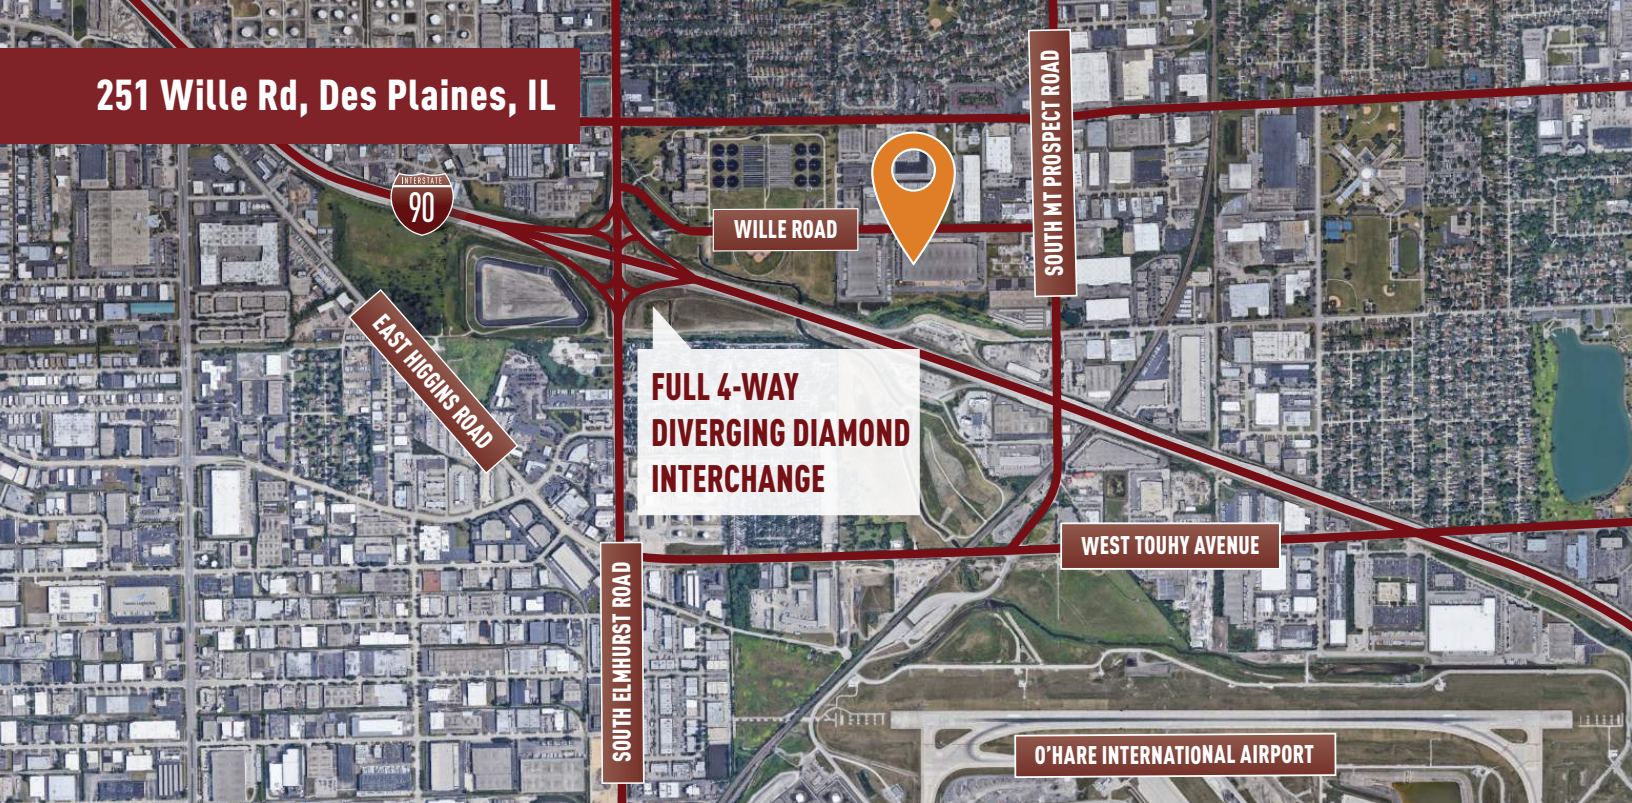 251 Wille Rd, Des Plaines, IL
SOUTH MT PROSPECT ROAD
INTERSTATE
90
WILLE ROAD
EAST HIGGINS ROAD
FULL 4-WAY
DIVERGING DIAMOND
INTERCHANGE
WEST TOUHY AVENUE
SOUTH ELMHURST ROAD
O'HARE INTERNATIONAL AIRPORT